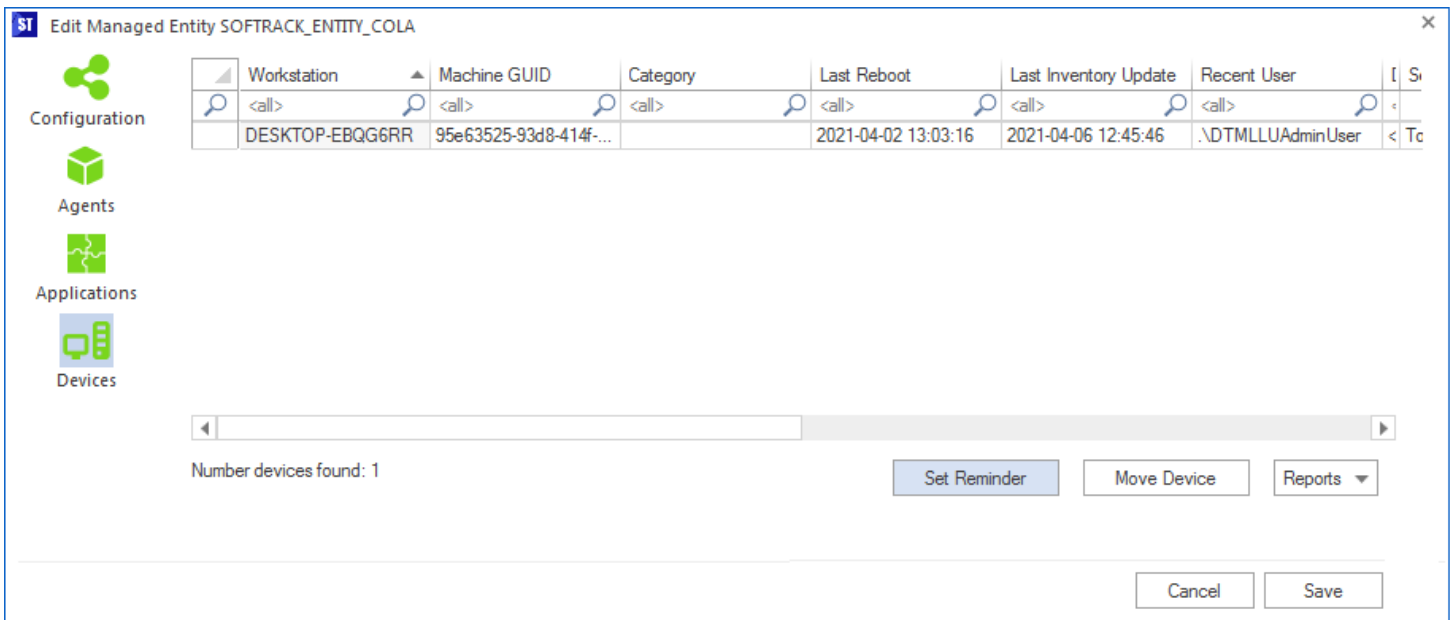 ST Edit Managed Entity SOFTRACK_ENTITY_COLA
Configuration
Agents
Applications
Devices
Workstation Machine GUID Category Last Reboot Last Inventory Update Recent User
<all> <all> <all> <all> <all> <all>
DESKTOP-EBQG6RR 95e63525-93d8-414f-... 2021-04-02 13:03:16 2021-04-06 12:45:46 .\DTMLLUAdminUser < To
Number devices found: 1
Set Reminder Move Device Reports
Cancel Save